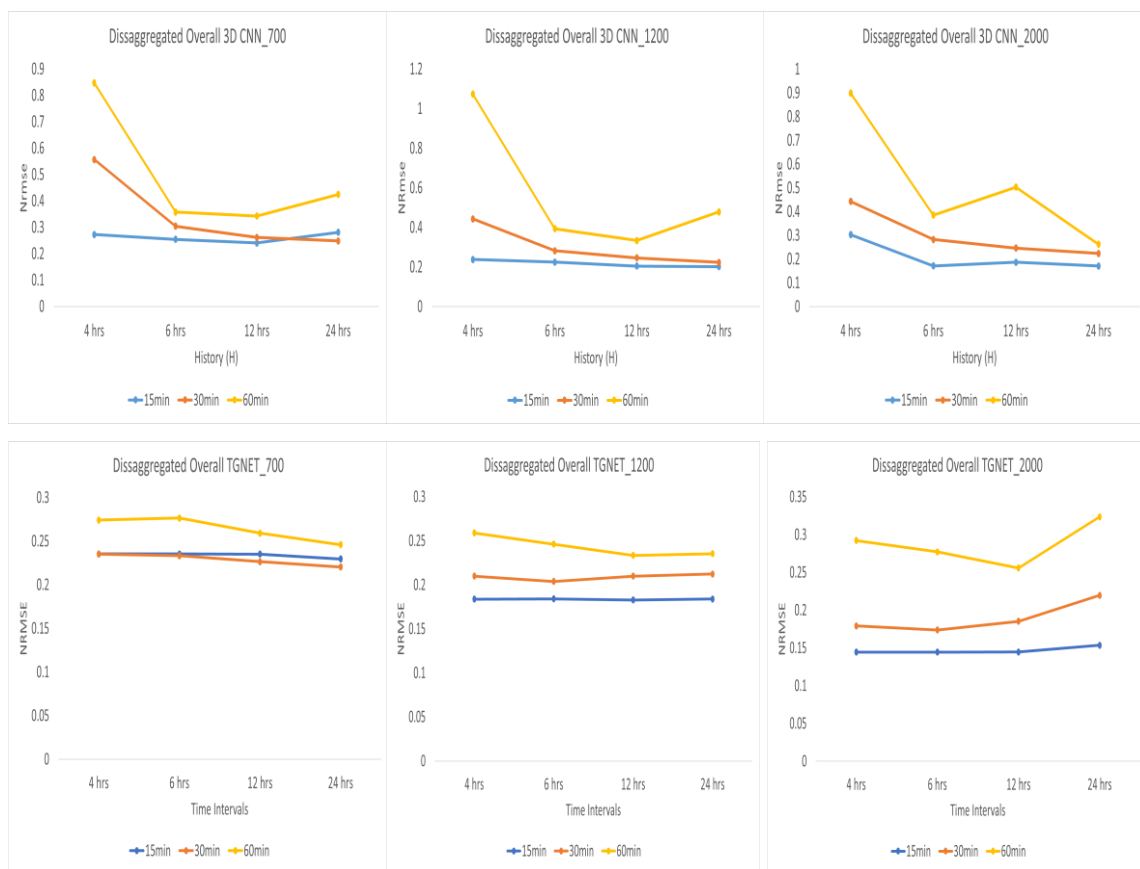 Dissaggregated Overall 3D CNN_700
0.9
0.8
0.7
0.6
0.5
0.4
0.3
0.2
0.1
0
Nrmse
4 hrs 6 hrs 12 hrs 24 hrs
History (H)
15min 30min 60min
Dissaggregated Overall 3D CNN_1200
1.2
1
0.8
0.6
0.4
0.2
0
NRmse
4 hrs 6 hrs 12 hrs 24 hrs
History (H)
15min 30min 60min
Dissaggregated Overall 3D CNN_2000
1
0.9
0.8
0.7
0.6
0.5
0.4
0.3
0.2
0.1
0
NRmse
4 hrs 6 hrs 12 hrs 24 hrs
History (H)
15min 30min 60min
Dissaggregated Overall TGNET_700
0.3
0.25
0.2
0.15
0.1
0.05
0
NRMSE
4 hrs 6 hrs 12 hrs 24 hrs
Time Intervals
15min 30min 60min
Dissaggregated Overall TGNET_1200
0.3
0.25
0.2
0.15
0.1
0.05
0
NRMSE
4 hrs 6 hrs 12 hrs 24 hrs
Time Intervals
15min 30min 60min
Dissaggregated Overall TGNET_2000
0.35
0.3
0.25
0.2
0.15
0.1
0.05
0
NRMSE
4 hrs 6 hrs 12 hrs 24 hrs
Time Intervals
15min 30min 60min